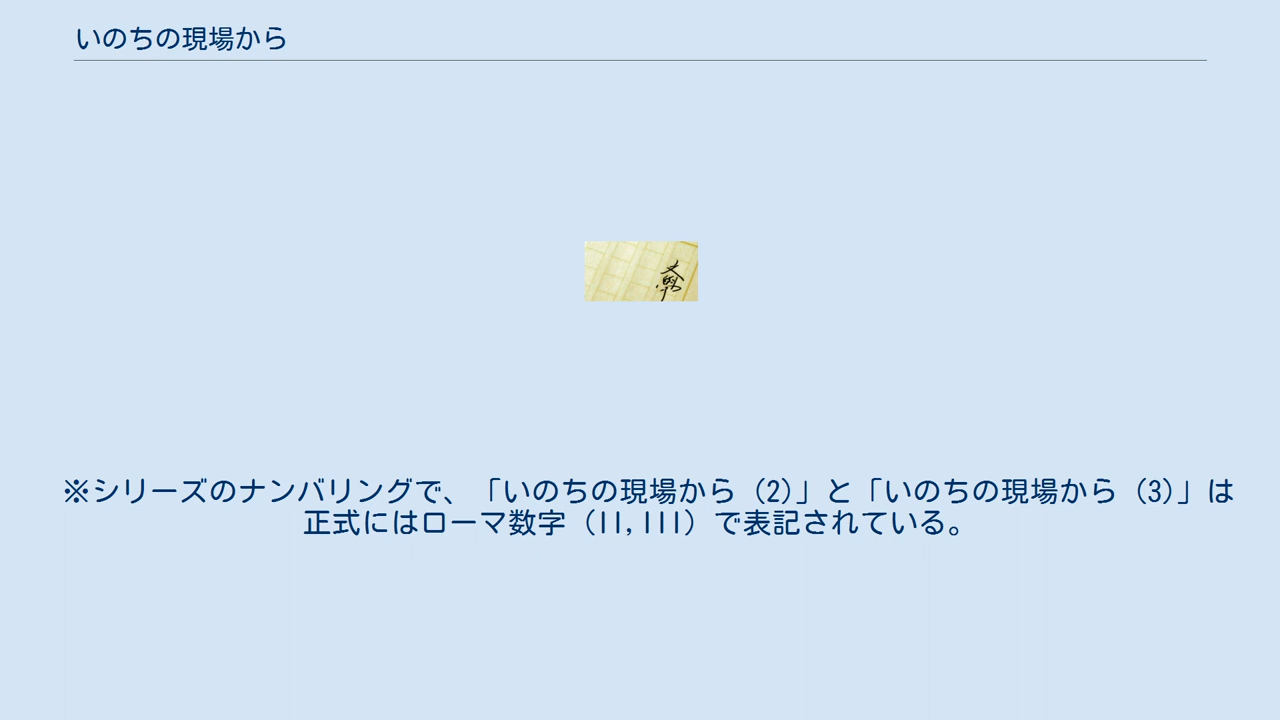 いのちの現場から
※シリーズのナンバリングで、「いのちの現場から（2)」と「いのちの現場から（3)」は
正式にはローマ数字（II,III）で表記されている。